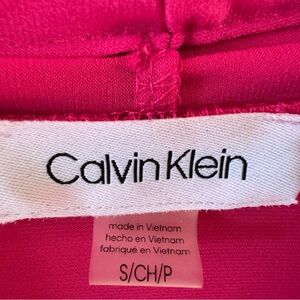 Calvin Klein
made in Vietnam
hecho en Vietnam
fabriqué en Vietnam
S/CH/P